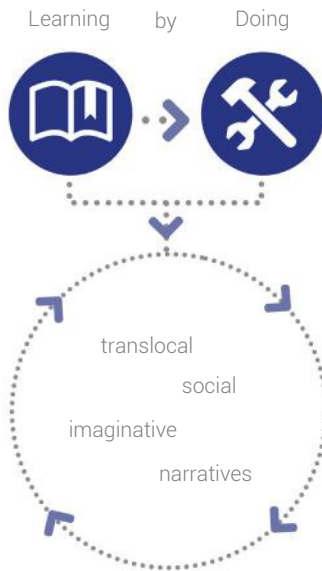 Learning by Doing
translocal
social
imaginative
narratives